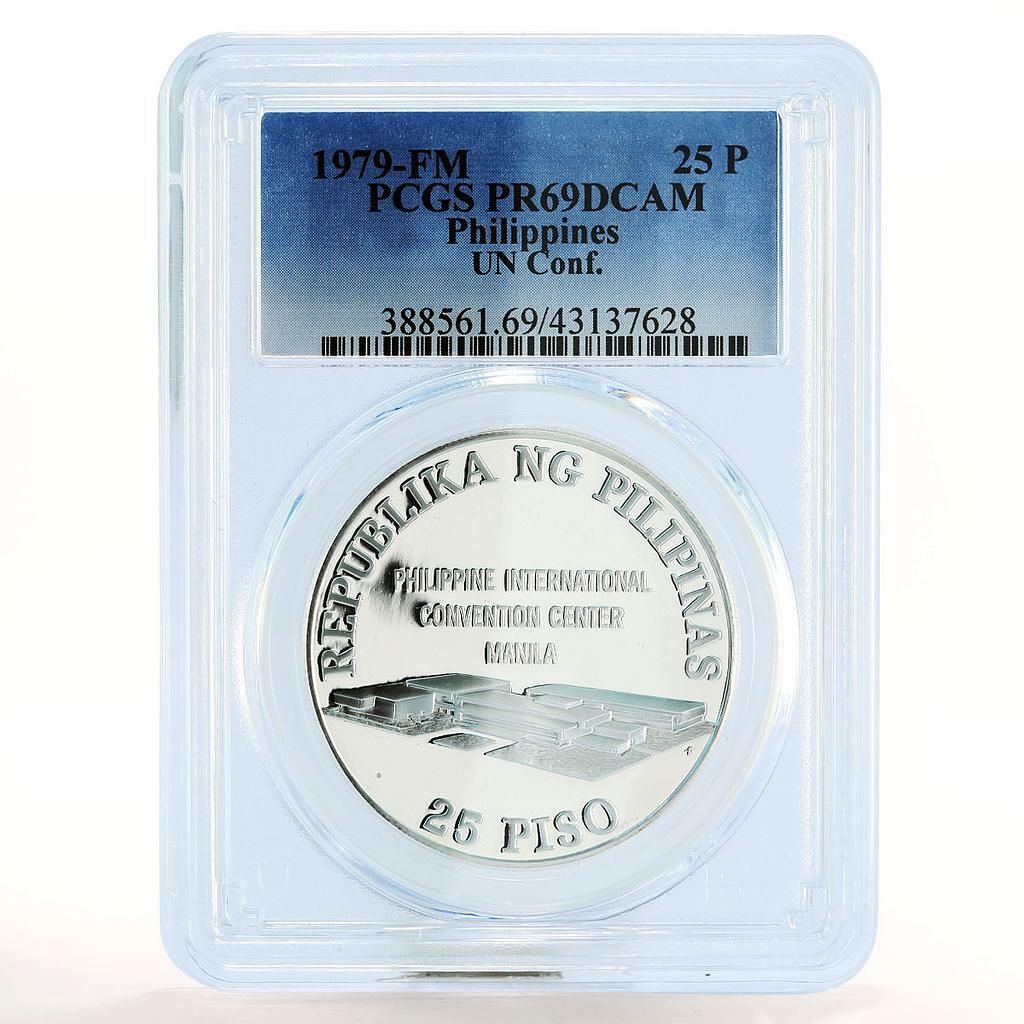 1979-FM 25 P
PCGS PR69DCAM
Philippines
UN Conf.
388561.69/43137628
REPUBLIKA NG PILIPINAS
PHILIPPINE INTERNATIONAL
CONVENTION CENTER
MANILA
25 PISO